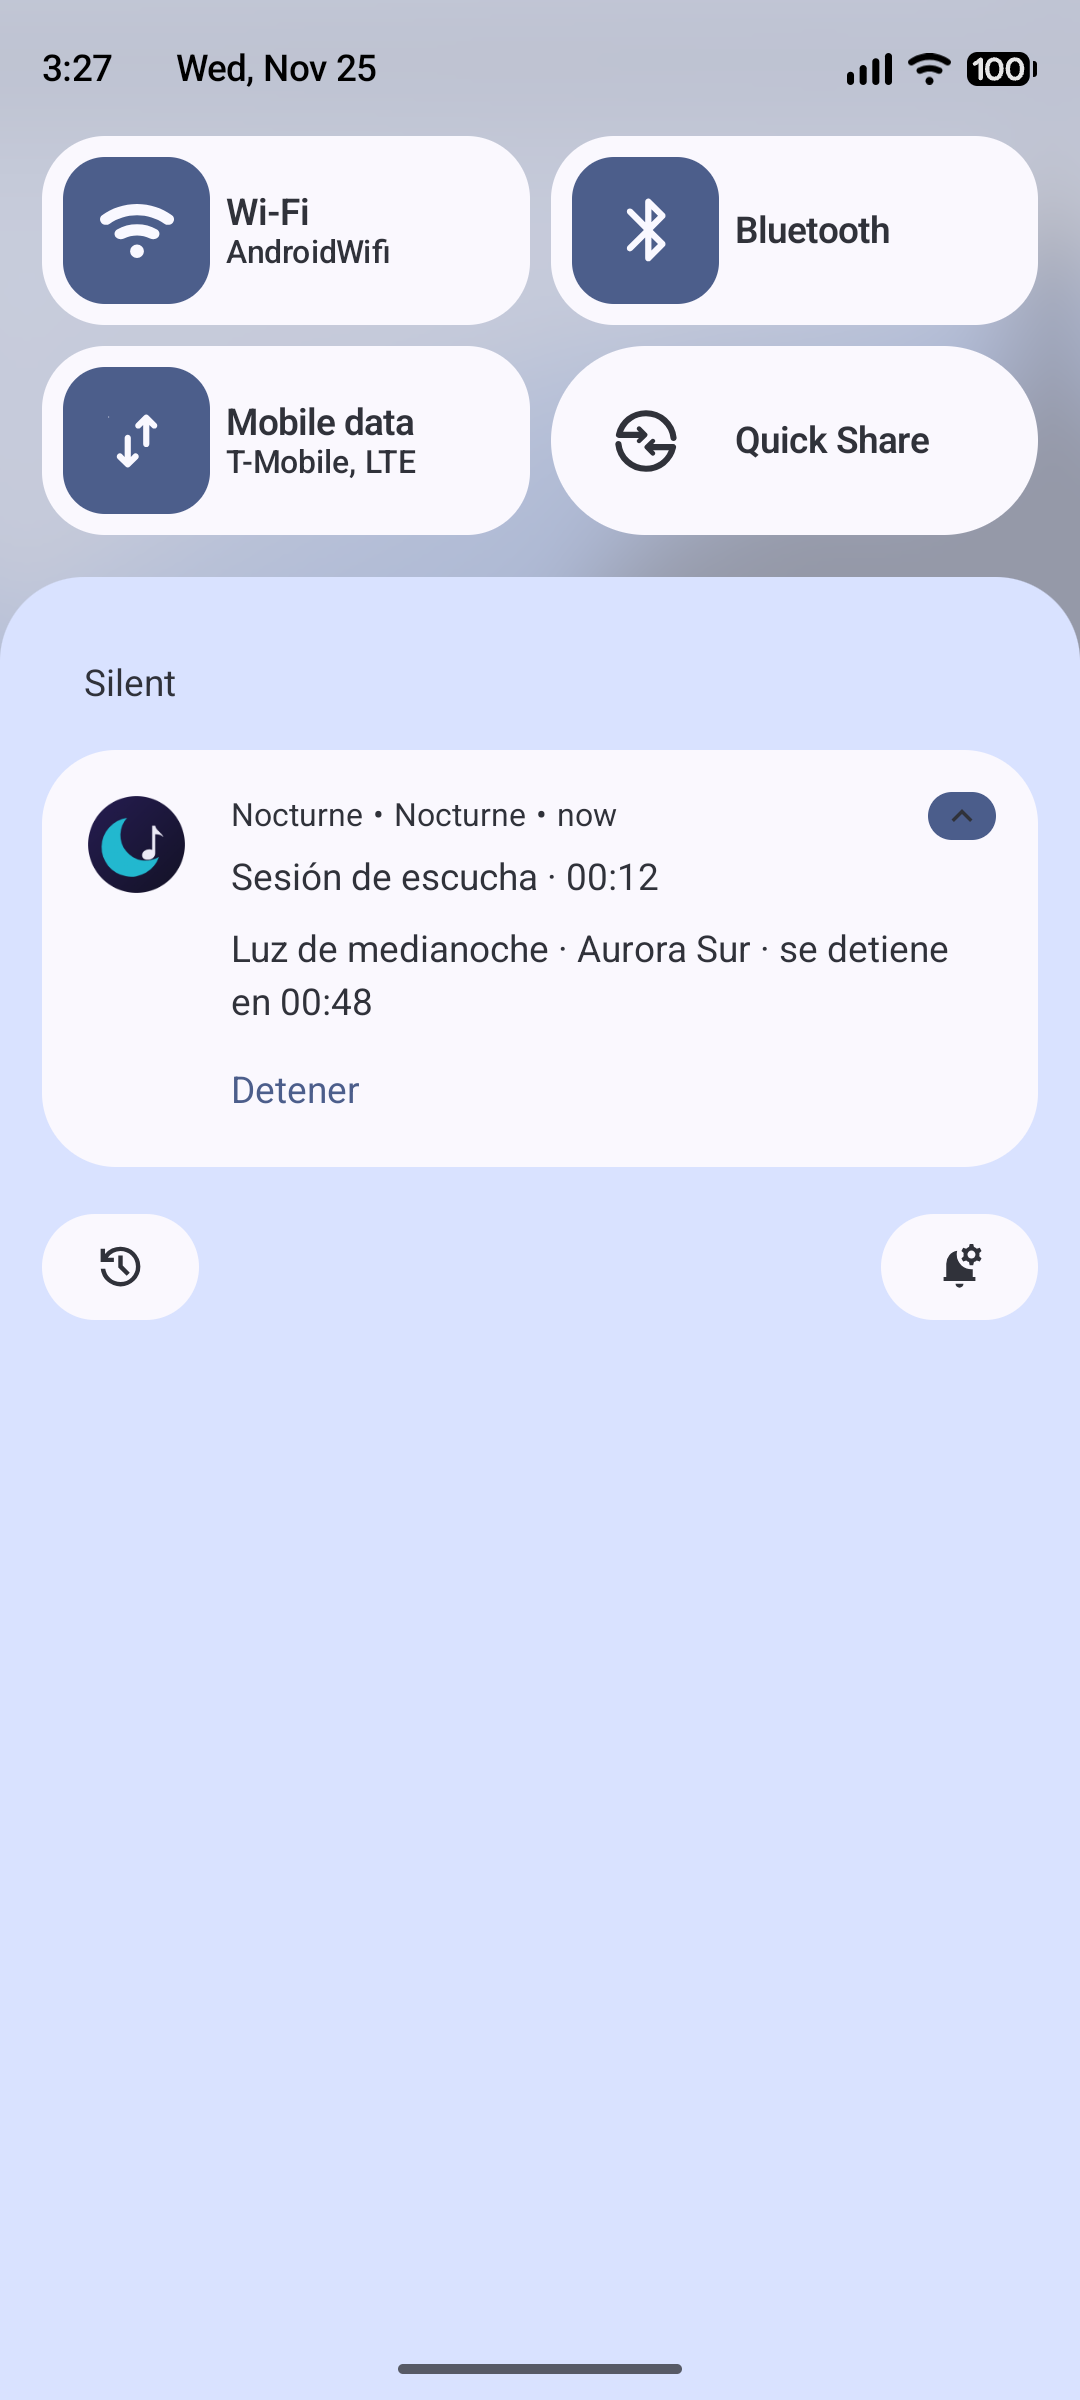 3:27 Wed, Nov 25 100
Wi-Fi
AndroidWifi
Bluetooth
Mobile data
T-Mobile, LTE
Quick Share
Silent
Nocturne • Nocturne • now
Sesión de escucha · 00:12
Luz de medianoche · Aurora Sur · se detiene
en 00:48
Detener